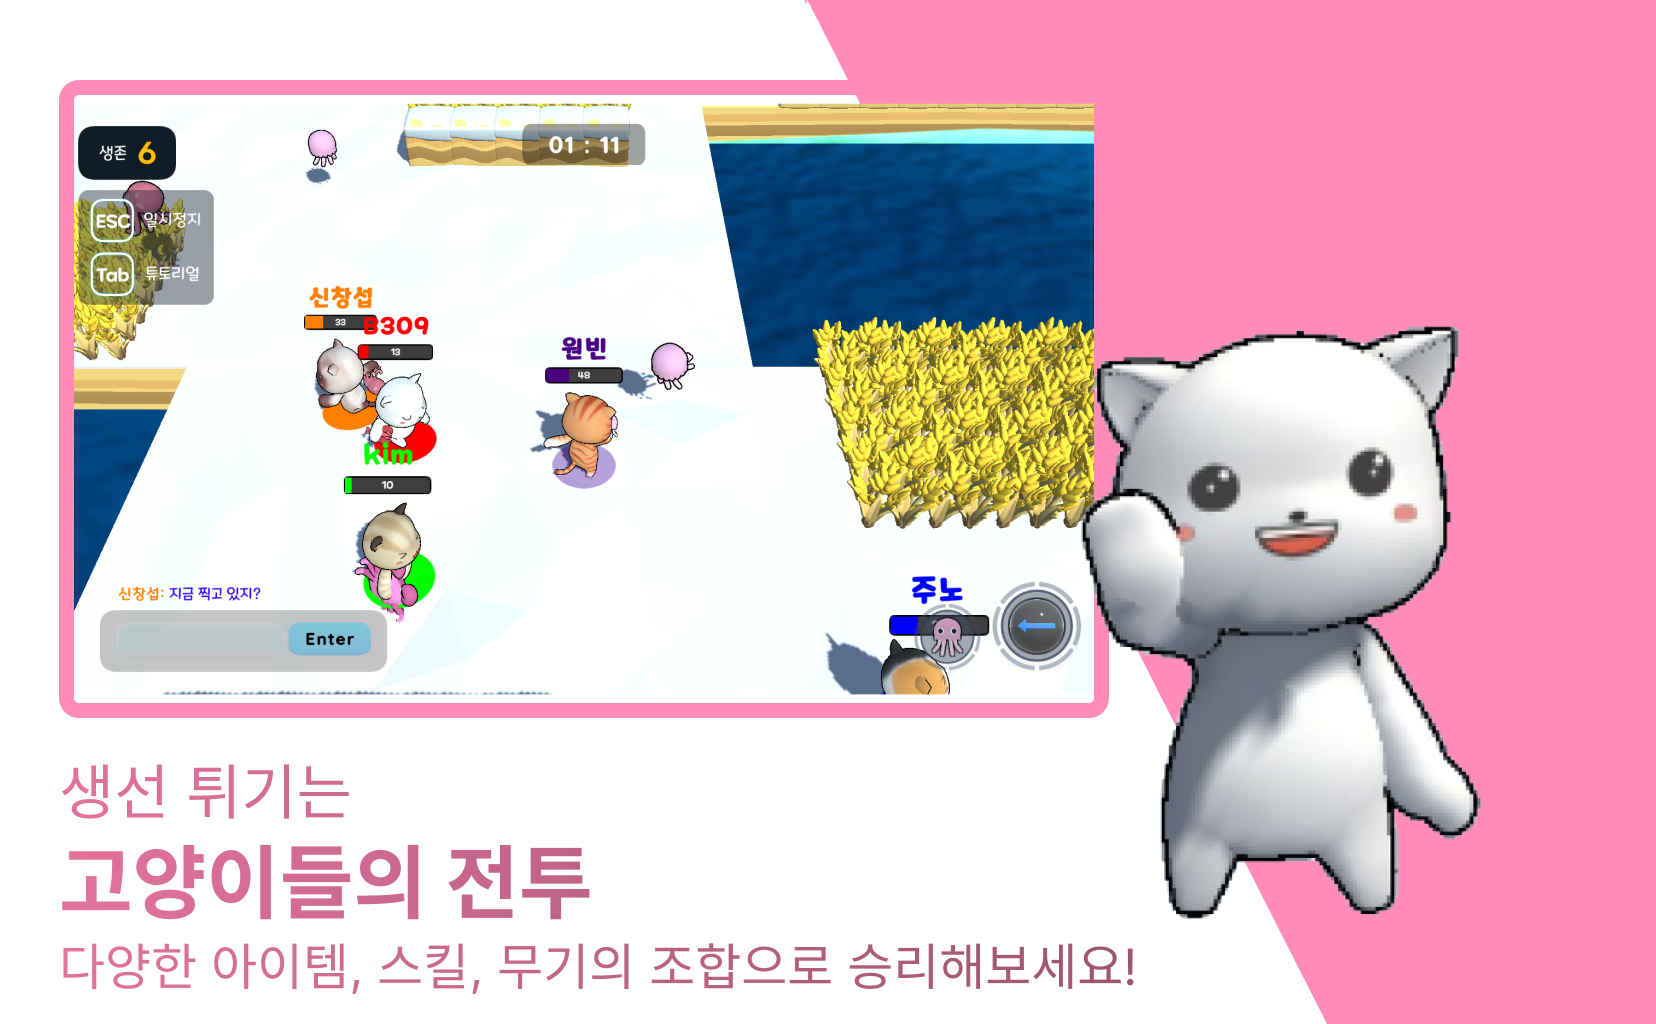 생존 6
01 : 11
ESC 일시정지
Tab 튜토리얼
신창섭
33
B309
13
원빈
48
kim
10
신창섭: 지금 찍고 있지?
Enter
주노
생선 튀기는
고양이들의 전투
다양한 아이템, 스킬, 무기의 조합으로 승리해보세요!